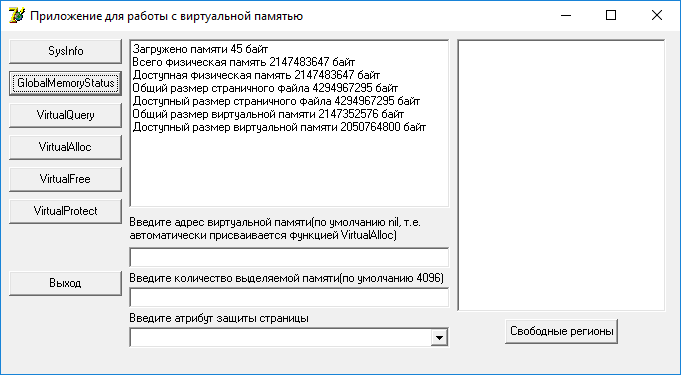 Приложение для работы с виртуальной памятью
SysInfo
GlobalMemoryStatus
VirtualQuery
VirtualAlloc
VirtualFree
VirtualProtect
Выход
Загружено памяти 45 байт
Всего физическая память 2147483647 байт
Доступная физическая память 2147483647 байт
Общий размер страничного файла 4294967295 байт
Доступный размер страничного файла 4294967295 байт
Общий размер виртуальной памяти 2147352576 байт
Доступный размер виртуальной памяти 2050764800 байт
Введите адрес виртуальной памяти(по умолчанию nil, т.е.
автоматически присваивается функцией VirtualAlloc)
Введите количество выделяемой памяти(по умолчанию 4096)
Введите атрибут защиты страницы
Свободные регионы